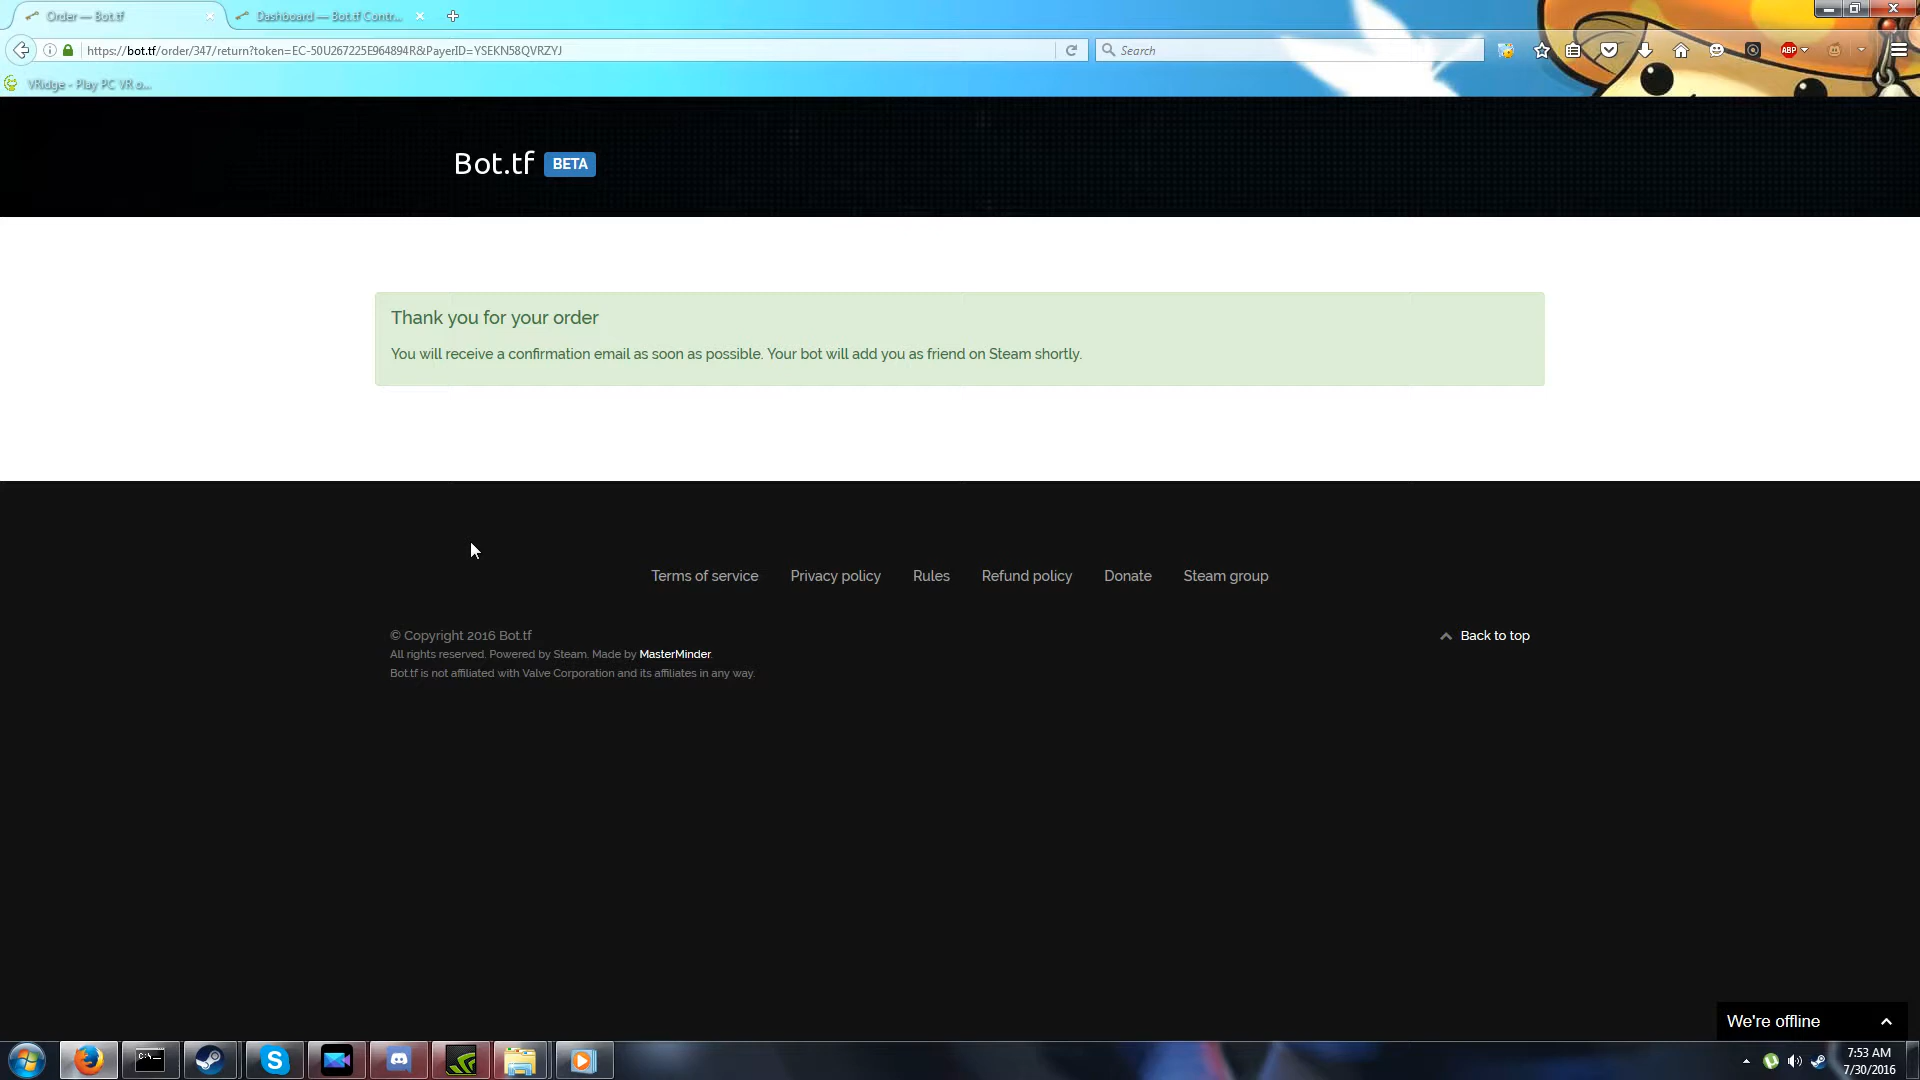 Order — Bot.tf
Dashboard — Bot.tf Contr...
https://bot.tf/order/347/return?token=EC-50U267225E964894R&PayerID=YSEKN58QVRZYJ
Search
ABP
VRidge - Play PC VR o...
Bot.tf BETA
Thank you for your order
You will receive a confirmation email as soon as possible. Your bot will add you as friend on Steam shortly.
Terms of service
Privacy policy
Rules
Refund policy
Donate
Steam group
© Copyright 2016 Bot.tf
All rights reserved. Powered by Steam. Made by MasterMinder.
Bot.tf is not affiliated with Valve Corporation and its affiliates in any way.
Back to top
We're offline
7:53 AM
7/30/2016